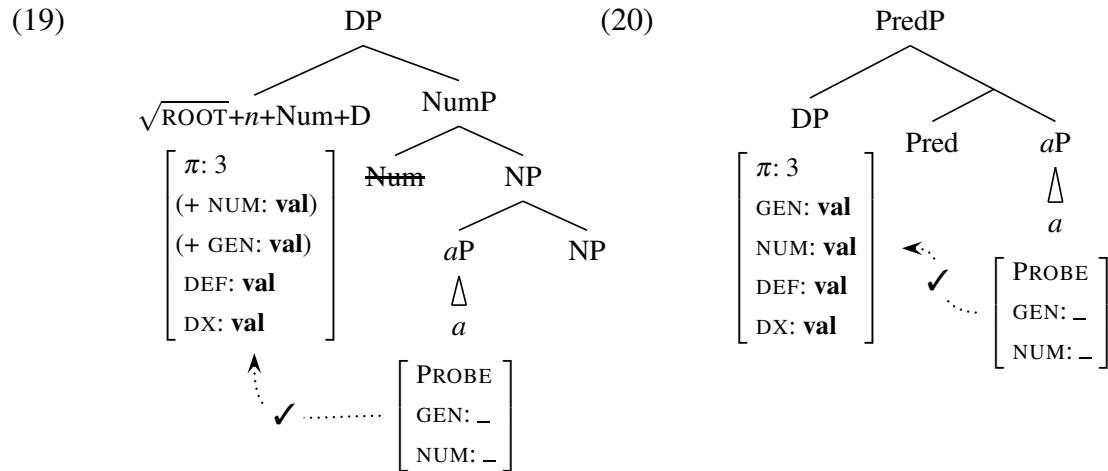 (19)
DP
√ROOT+n+Num+D
NumP
π: 3
(+ NUM: val)
(+ GEN: val)
DEF: val
DX: val
Num
NP
aP
NP
a
✓
PROBE
GEN: _
NUM: _
(20)
PredP
DP
Pred
aP
π: 3
GEN: val
NUM: val
DEF: val
DX: val
a
✓
PROBE
GEN: _
NUM: _